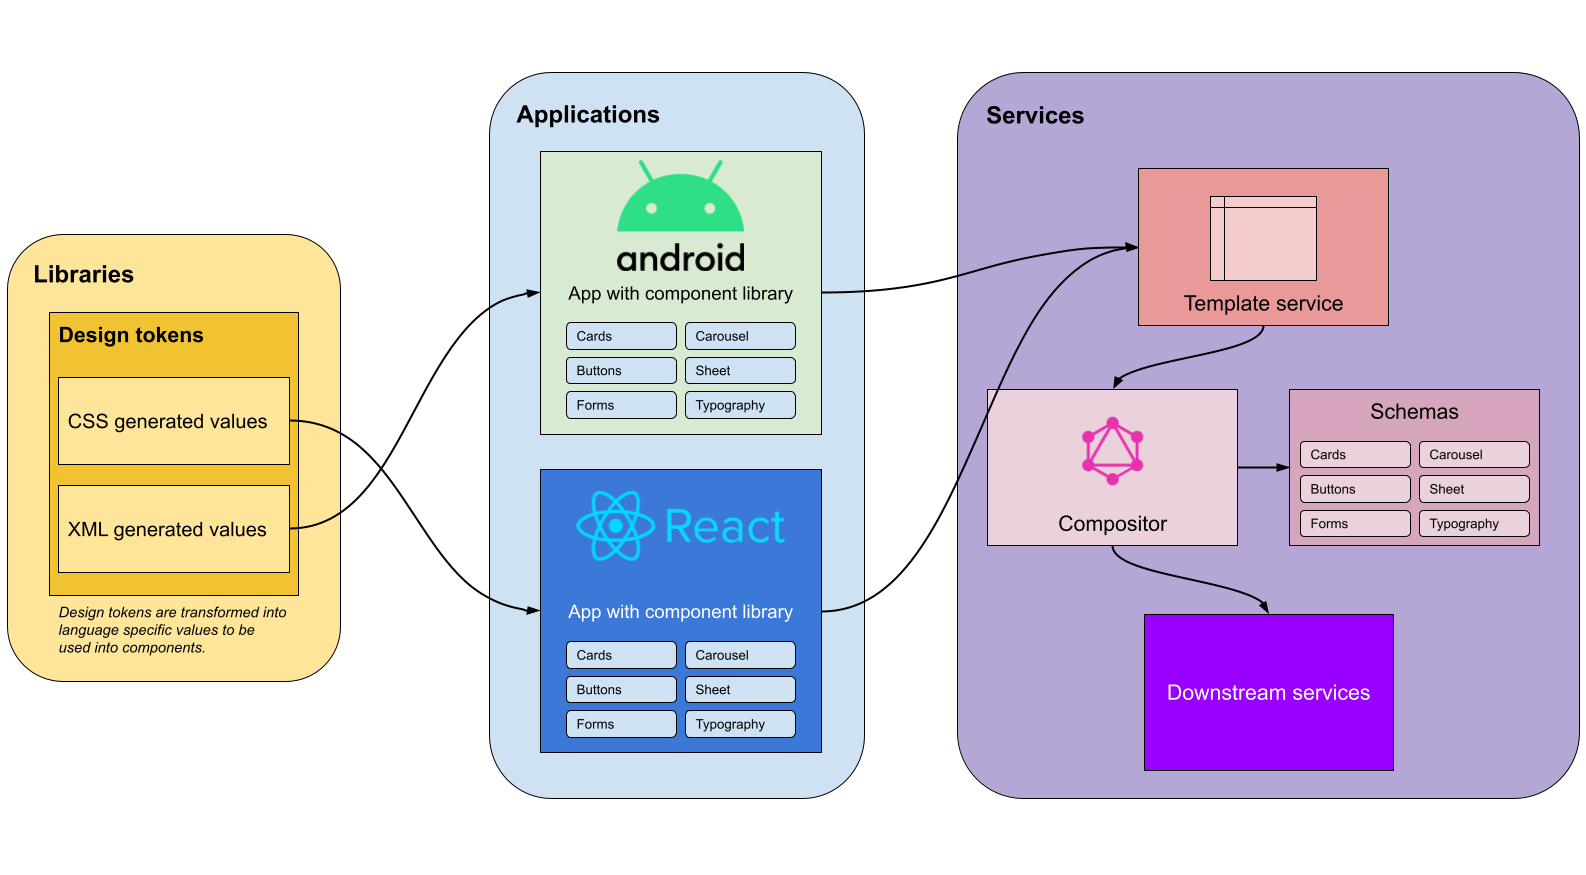 Libraries
Design tokens
CSS generated values
XML generated values
Design tokens are transformed into
language specific values to be
used into components.
Applications
android
App with component library
Cards
Carousel
Buttons
Sheet
Forms
Typography
React
App with component library
Cards
Carousel
Buttons
Sheet
Forms
Typography
Services
Template service
Compositor
Schemas
Cards
Carousel
Buttons
Sheet
Forms
Typography
Downstream services